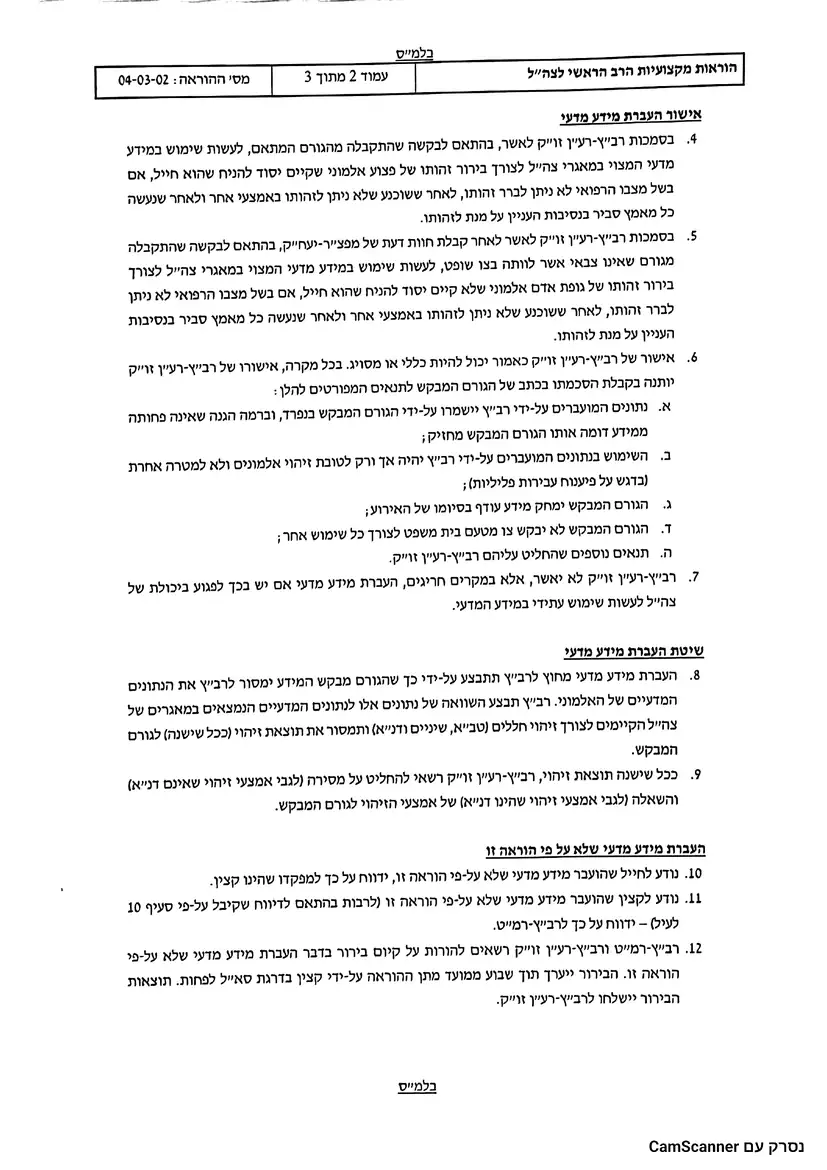 בלמ״ס
הוראות מקצועיות הרב הראשי לצה״ל
עמוד 2 מתוך 3
מס׳ ההוראה: 04-03-02
אישור העברת מידע מדעי
4. בסמכות רב״ץ-רע״ן זו״ק לאשר, בהתאם לבקשה שהתקבלה מהגורם המתאם, לעשות שימוש במידע
מדעי המצוי במאגרי צה״ל לצורך בירור זהותו של פצוע אלמוני שקיים יסוד להניח שהוא חייל, אם
בשל מצבו הרפואי לא ניתן לברר זהותו, לאחר ששוכנע שלא ניתן לזהותו באמצעי אחר ולאחר שנעשה
כל מאמץ סביר בנסיבות העניין על מנת לזהותו.
5. בסמכות רב״ץ-רע״ן זו״ק לאשר לאחר קבלת חוות דעת של מפצ״ר-יעח״ק, בהתאם לבקשה שהתקבלה
מגורם שאינו צבאי אשר לוותה בצו שופט, לעשות שימוש במידע מדעי המצוי במאגרי צה״ל לצורך
בירור זהותו של גופת אדם אלמוני שלא קיים יסוד להניח שהוא חייל, אם בשל מצבו הרפואי לא ניתן
לברר זהותו, לאחר ששוכנע שלא ניתן לזהותו באמצעי אחר ולאחר שנעשה כל מאמץ סביר בנסיבות
העניין על מנת לזהותו.
6. אישור של רב״ץ-רע״ן זו״ק כאמור יכול להיות כללי או מסויג. בכל מקרה, אישורו של רב״ץ-רע״ן זו״ק
יותנה בקבלת הסכמתו בכתב של הגורם המבקש לתנאים המפורטים להלן:
א. נתונים המועברים על-ידי רב״ץ יישמרו על-ידי הגורם המבקש בנפרד, וברמה הגנה שאינה פחותה
ממידע דומה אותו הגורם המבקש מחזיק;
ב. השימוש בנתונים המועברים על-ידי רב״ץ יהיה אך ורק לטובת זיהוי אלמונים ולא למטרה אחרת
(בדגש על פיענוח עבירות פליליות);
ג. הגורם המבקש ימחק מידע עודף בסיומו של האירוע;
ד. הגורם המבקש לא יבקש צו מטעם בית משפט לצורך כל שימוש אחר;
ה. תנאים נוספים שהחליט עליהם רב״ץ-רע״ן זו״ק.
7. רב״ץ-רע״ן זו״ק לא יאשר, אלא במקרים חריגים, העברת מידע מדעי אם יש בכך לפגוע ביכולת של
צה״ל לעשות שימוש עתידי במידע המדעי.
שיטת העברת מידע מדעי
8. העברת מידע מדעי מחוץ לרב״ץ תתבצע על-ידי כך שהגורם מבקש המידע ימסור לרב״ץ את הנתונים
המדעיים של האלמוני. רב״ץ תבצע השוואה של נתונים אלו לנתונים המדעיים הנמצאים במאגרים של
צה״ל הקיימים לצורך זיהוי חללים (טב״א, שיניים ודנ״א) ותמסור את תוצאת זיהוי (ככל שישנה) לגורם
המבקש.
9. ככל שישנה תוצאת זיהוי, רב״ץ-רע״ן זו״ק רשאי להחליט על מסירה (לגבי אמצעי זיהוי שאינם דנ״א)
והשאלה (לגבי אמצעי זיהוי שהינו דנ״א) של אמצעי הזיהוי לגורם המבקש.
העברת מידע מדעי שלא על פי הוראה זו
10. נודע לחייל שהועבר מידע מדעי שלא על-פי הוראה זו, ידווח על כך למפקדו שהינו קצין.
11. נודע לקצין שהועבר מידע מדעי שלא על-פי הוראה זו (לרבות בהתאם לדיווח שקיבל על-פי סעיף 10
לעיל) – ידווח על כך לרב״ץ-רמ״ט.
12. רב״ץ-רמ״ט ורב״ץ-רע״ן זו״ק רשאים להורות על קיום בירור בדבר העברת מידע מדעי שלא על-פי
הוראה זו. הבירור ייערך תוך שבוע ממועד מתן ההוראה על-ידי קצין בדרגת סא״ל לפחות. תוצאות
הבירור יישלחו לרב״ץ-רע״ן זו״ק.
בלמ״ס
נסרק עם CamScanner